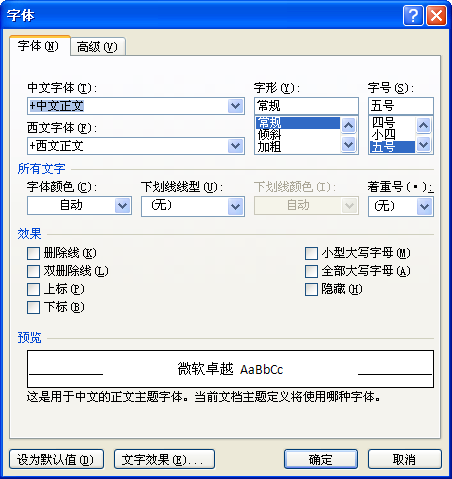 字体
字体(N) 高级(V)
中文字体(T): 字形(Y): 字号(S):
+中文正文 常规 五号
常规 四号
西文字体(F): 倾斜 小四
+西文正文 加粗 五号
所有文字
字体颜色(C): 下划线线型(U): 下划线颜色(I): 着重号(·):
自动 (无) 自动 (无)
效果
删除线(K) 小型大写字母(M)
双删除线(L) 全部大写字母(A)
上标(P) 隐藏(H)
下标(B)
预览
微软卓越 AaBbCc
这是用于中文的正文主题字体。当前文档主题定义将使用哪种字体。
设为默认值(D) 文字效果(E)... 确定 取消